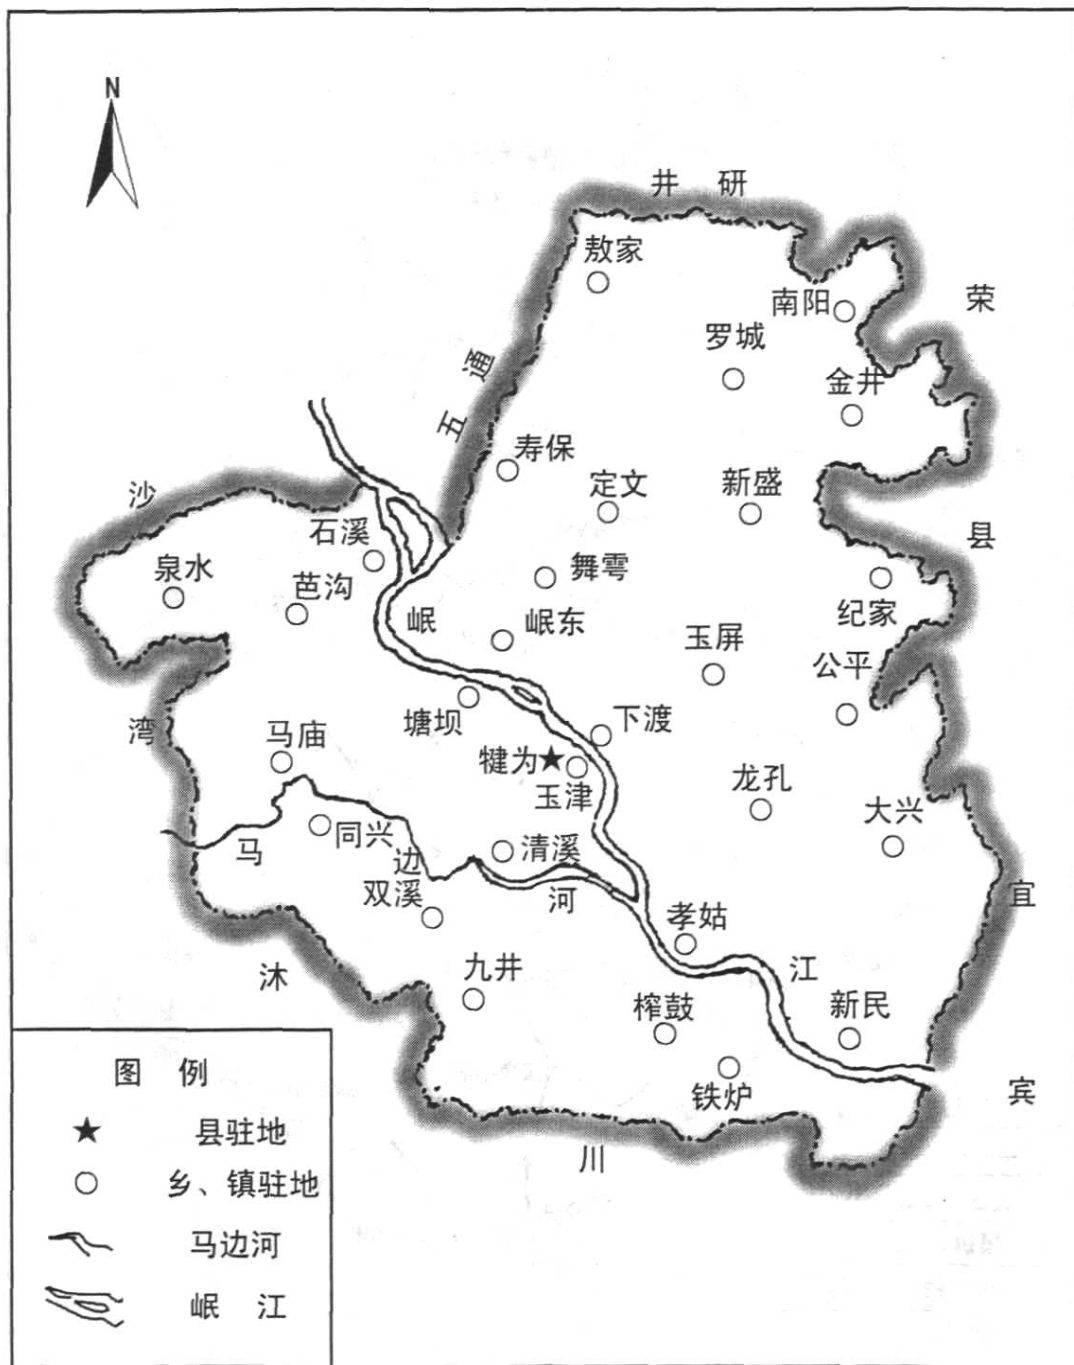 N
井研
敖家
荣
南阳
罗城
通
金井
五
寿保
沙
定文
新盛
石溪
县
泉水
芭沟
舞雩
岷
岷东
纪家
玉屏
公平
塘坝
下渡
湾
马庙
犍为
玉津
龙孔
大兴
马
同兴
边
清溪
双溪
河
宜
孝姑
沐
九井
江
榨鼓
新民
铁炉
宾
川
图例
县驻地
乡、镇驻地
马边河
岷江